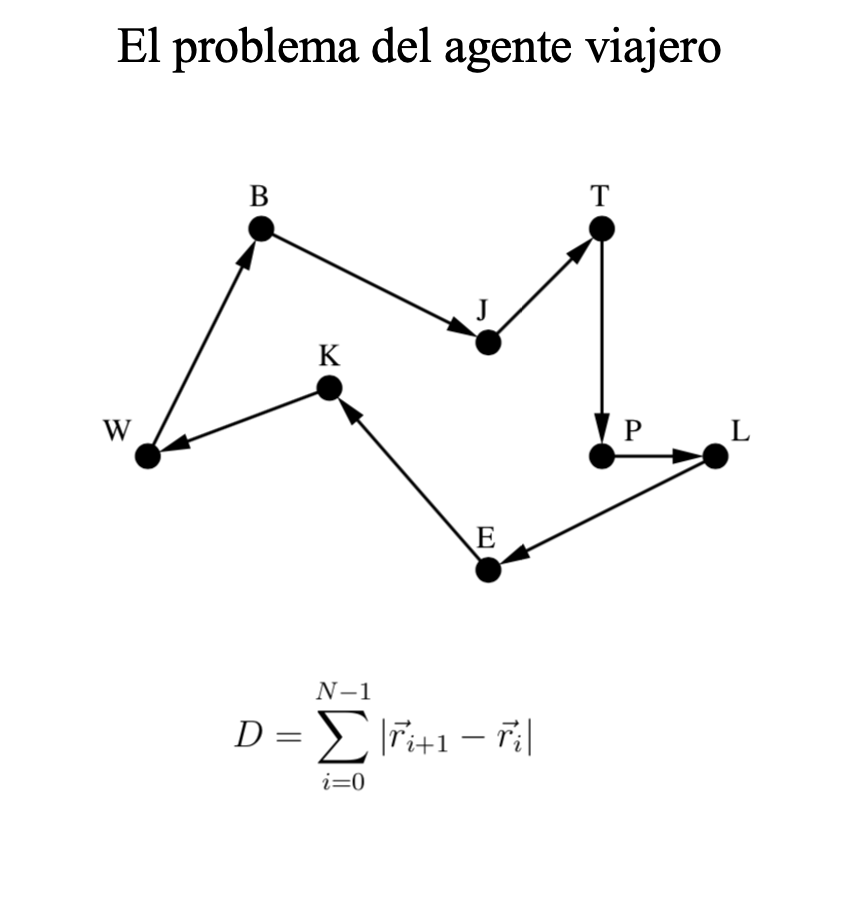 El problema del agente viajero
B
T
J
K
W
P
L
E
D = \sum_{i=0}^{N-1} |\vec{r}_{i+1} - \vec{r}_i|